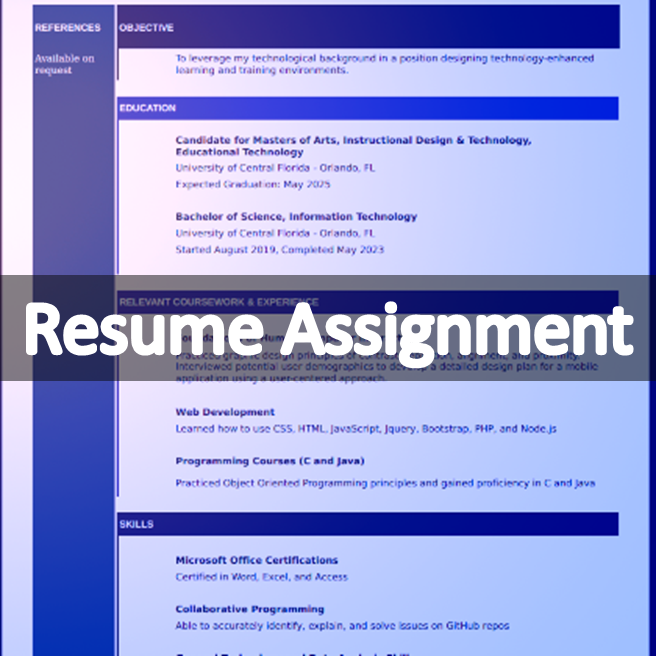 REFERENCES
Available on
request
OBJECTIVE
To leverage my technological background in a position designing technology-enhanced
learning and training environments.
EDUCATION
Candidate for Masters of Arts, Instructional Design & Technology,
Educational Technology
University of Central Florida - Orlando, FL
Expected Graduation: May 2025
Bachelor of Science, Information Technology
University of Central Florida - Orlando, FL
Started August 2019, Completed May 2023
RELEVANT COURSEWORK & EXPERIENCE
Resume Assignment
Practiced design principles of alignment, and proximity.
Interviewed potential user demographics to develop a detailed design plan for a mobile
application using a user-centered approach.
Web Development
Learned how to use CSS, HTML, JavaScript, Jquery, Bootstrap, PHP, and Node.js
Programming Courses (C and Java)
Practiced Object Oriented Programming principles and gained proficiency in C and Java
SKILLS
Microsoft Office Certifications
Certified in Word, Excel, and Access
Collaborative Programming
Able to accurately identify, explain, and solve issues on GitHub repos